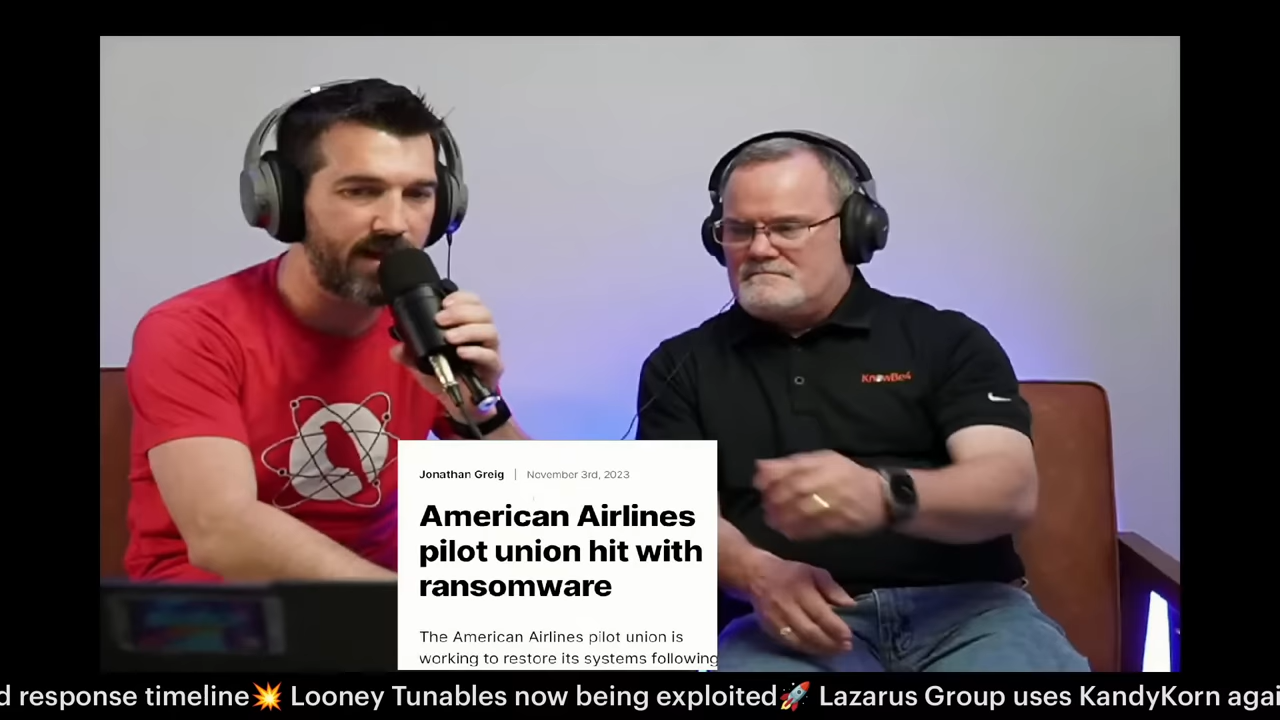 KnowBe4
Jonathan Greig | November 3rd, 2023
American Airlines
pilot union hit with
ransomware
The American Airlines pilot union is
working to restore its systems following
d response timeline💥 Looney Tunables now being exploited🚀 Lazarus Group uses KandyKorn agai